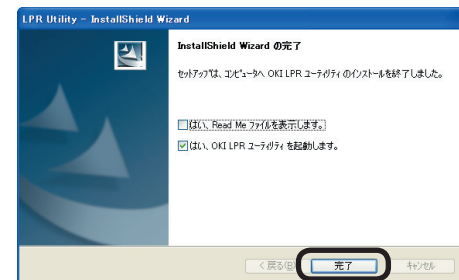 LPR Utility - InstallShield Wizard
InstallShield Wizard の完了
セットアップは、コンピュータへ OKI LPR ユーティリティ のインストールを終了しました。
はい、Read Me ファイルを表示します。
はい、OKI LPR ユーティリティ を起動します。
< 戻る(B)
完了
キャンセル